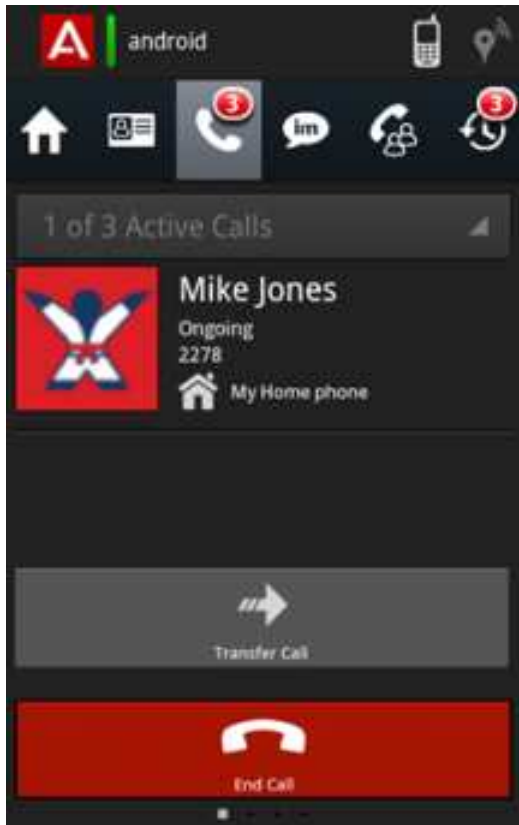 A android
3
im
3
1 of 3 Active Calls
Mike Jones
Ongoing
2278
My Home phone
Transfer Call
End Call